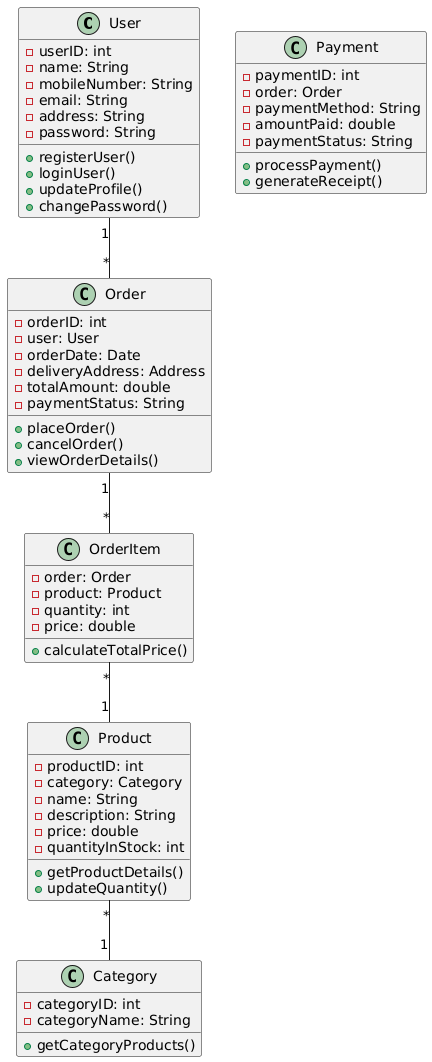 C User
userID: int
name: String
mobileNumber: String
email: String
address: String
password: String
registerUser()
loginUser()
updateProfile()
changePassword()
C Payment
paymentID: int
order: Order
paymentMethod: String
amountPaid: double
paymentStatus: String
processPayment()
generateReceipt()
1
*
C Order
orderID: int
user: User
orderDate: Date
deliveryAddress: Address
totalAmount: double
paymentStatus: String
placeOrder()
cancelOrder()
viewOrderDetails()
1
*
C OrderItem
order: Order
product: Product
quantity: int
price: double
calculateTotalPrice()
*
1
C Product
productID: int
category: Category
name: String
description: String
price: double
quantityInStock: int
getProductDetails()
updateQuantity()
*
1
C Category
categoryID: int
categoryName: String
getCategoryProducts()